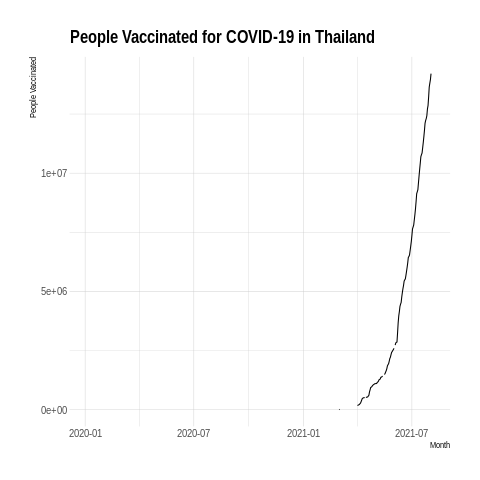 People Vaccinated for COVID-19 in Thailand
People Vaccinated
1e+07
5e+06
0e+00
2020-01 2020-07 2021-01 2021-07
Month